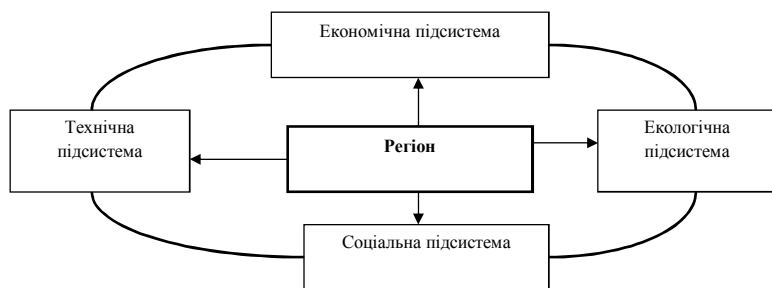 Економічна підсистема
Технічна
підсистема
Регіон
Екологічна
підсистема
Соціальна підсистема